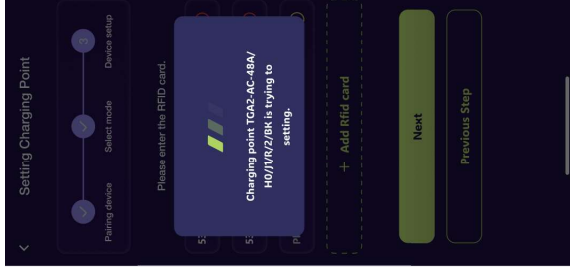 Setting Charging Point
3
Pairing device
Select mode
Device setup
Please enter the RFID card.
Charging point TGA2-AC-48A/
H0/J1/R/2/BK is trying to
setting.
+ Add Rfid card
Next
Previous Step